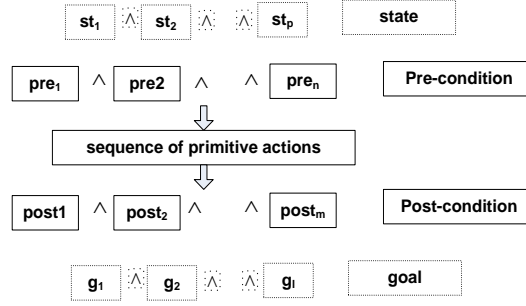 st₁ ∧ st₂ ∧ ∧ stₚ state
pre₁ ∧ pre2 ∧ ∧ preₙ Pre-condition
sequence of primitive actions
post1 ∧ post₂ ∧ ∧ postₘ Post-condition
g₁ ∧ g₂ ∧ ∧ gₗ goal